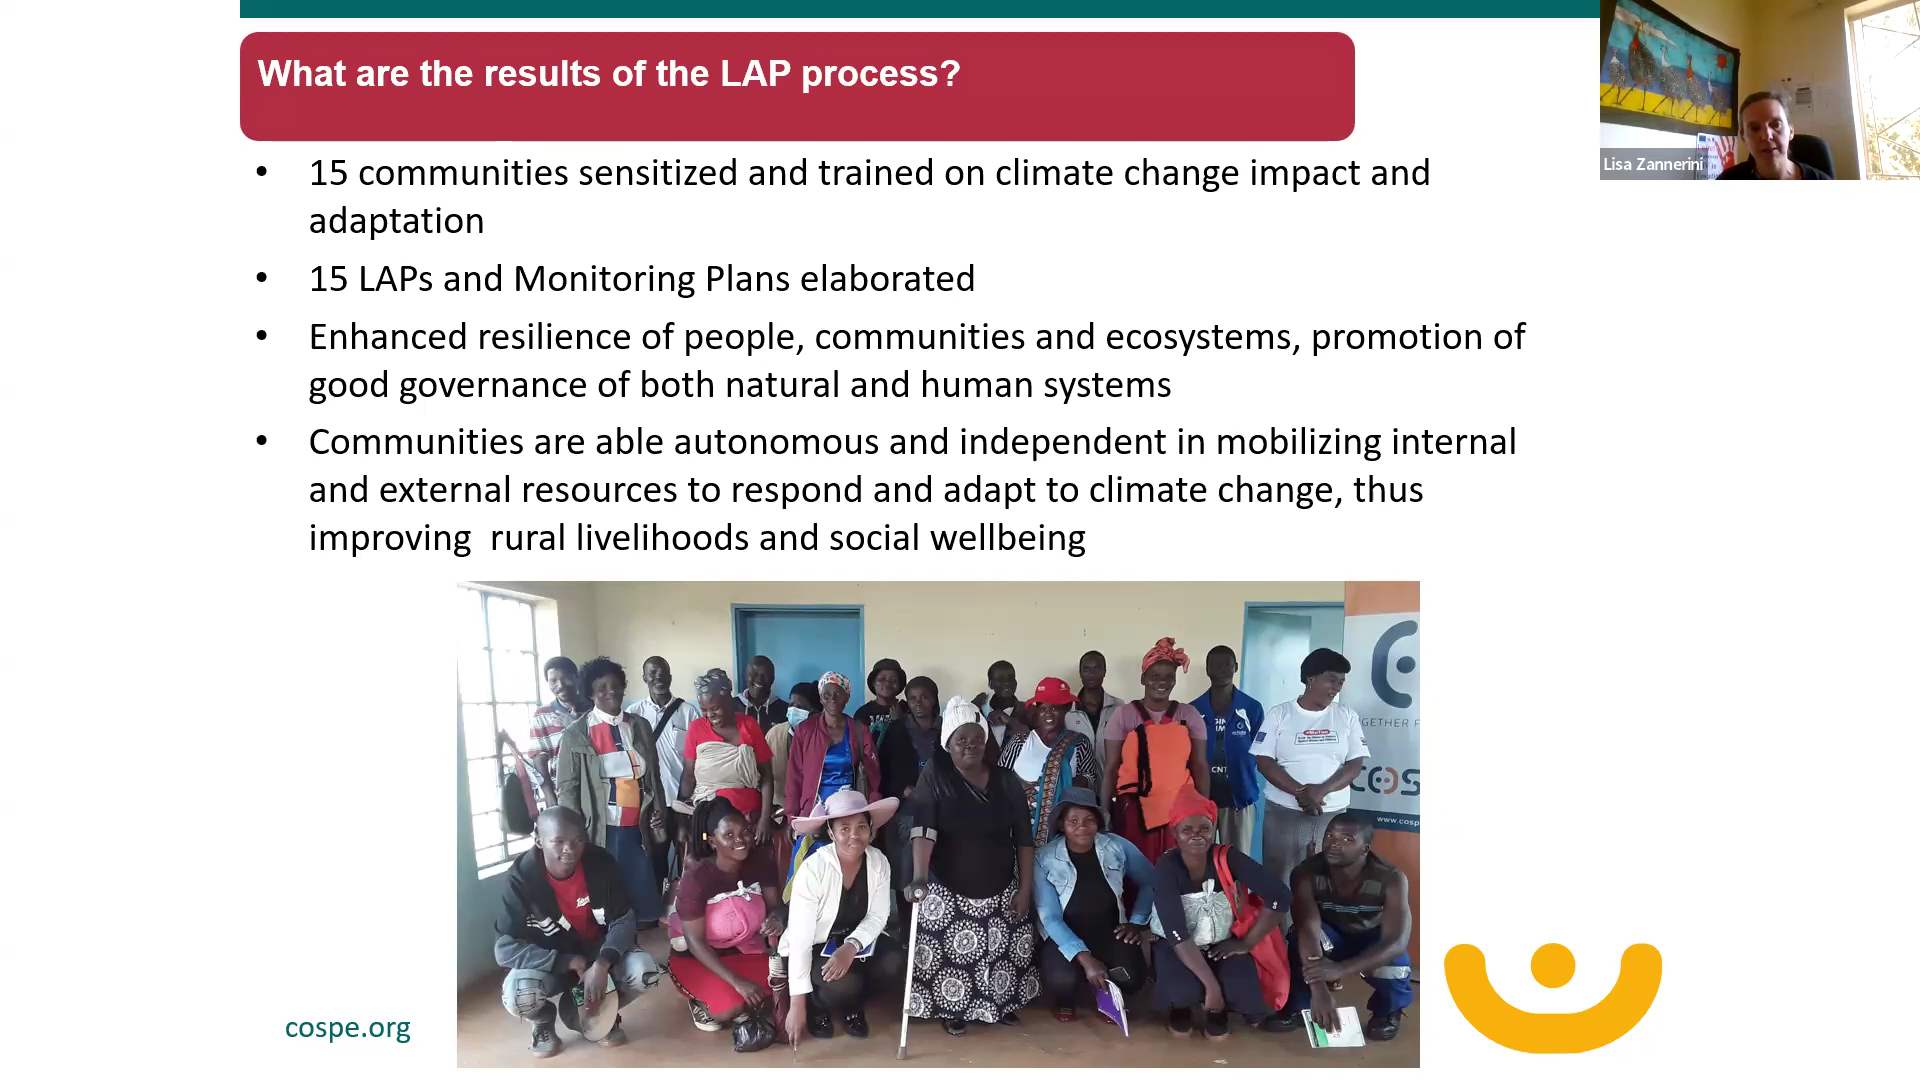 What are the results of the LAP process?
Lisa Zannerini
• 15 communities sensitized and trained on climate change impact and
adaptation
• 15 LAPs and Monitoring Plans elaborated
• Enhanced resilience of people, communities and ecosystems, promotion of
good governance of both natural and human systems
• Communities are able autonomous and independent in mobilizing internal
and external resources to respond and adapt to climate change, thus
improving  rural livelihoods and social wellbeing
GETHER F
www.cosp
cospe.org